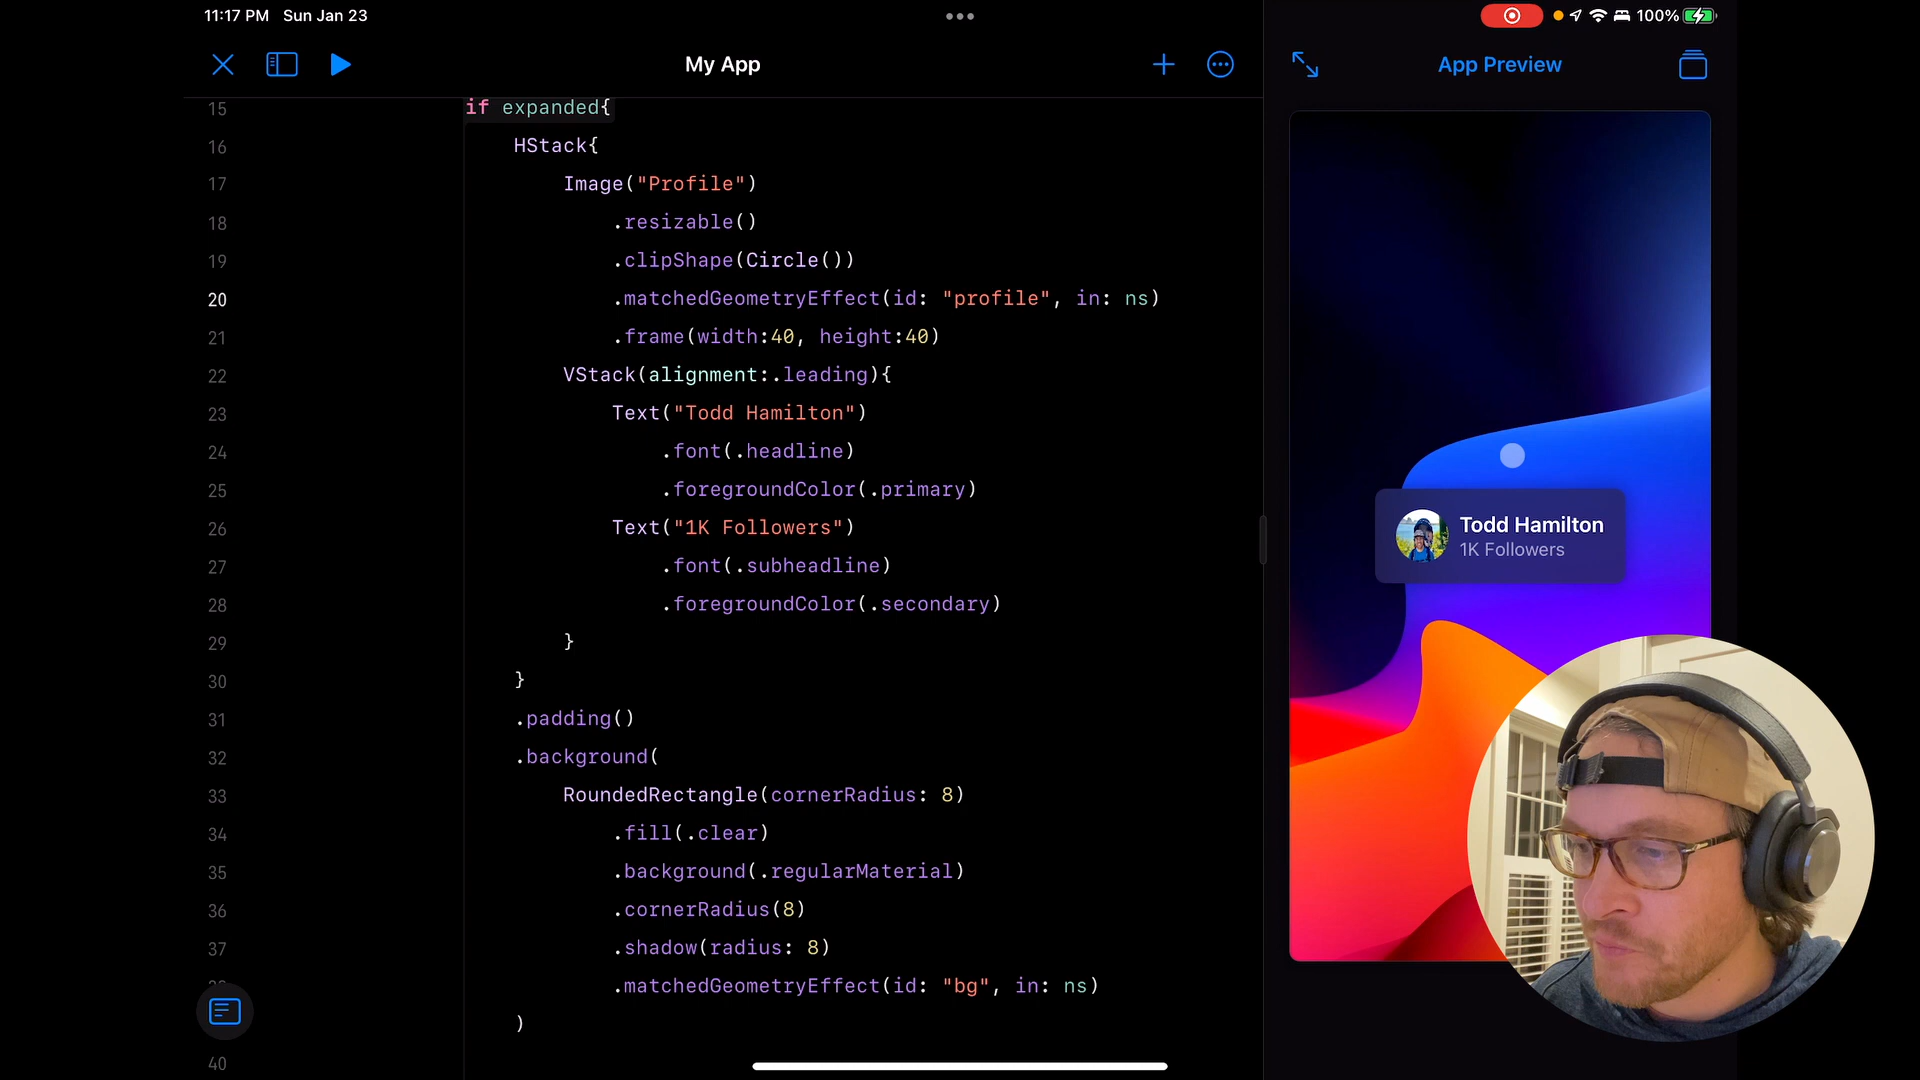 11:17 PM Sun Jan 23
100%
My App
App Preview
15 if expanded{
16 HStack{
17 Image("Profile")
18 .resizable()
19 .clipShape(Circle())
20 .matchedGeometryEffect(id: "profile", in: ns)
21 .frame(width:40, height:40)
22 VStack(alignment:.leading){
23 Text("Todd Hamilton")
24 .font(.headline)
25 .foregroundColor(.primary)
26 Text("1K Followers")
27 .font(.subheadline)
28 .foregroundColor(.secondary)
29 }
30 }
31 .padding()
32 .background(
33 RoundedRectangle(cornerRadius: 8)
34 .fill(.clear)
35 .background(.regularMaterial)
36 .cornerRadius(8)
37 .shadow(radius: 8)
.matchedGeometryEffect(id: "bg", in: ns)
)
40
Todd Hamilton
1K Followers